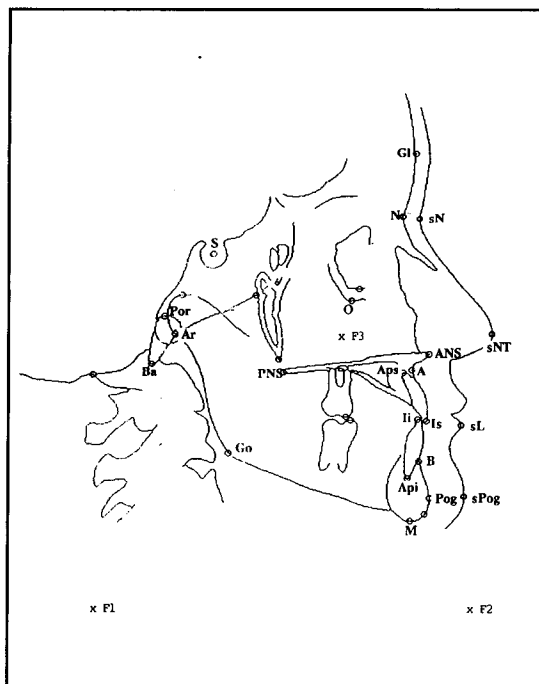 Gl
N sN
S
Por
Ar
O
x F3
sNT
ANS
Ba
PNS
Aps A
Ii Is
sL
Go
B
Api
Pog sPog
M
x F1
x F2